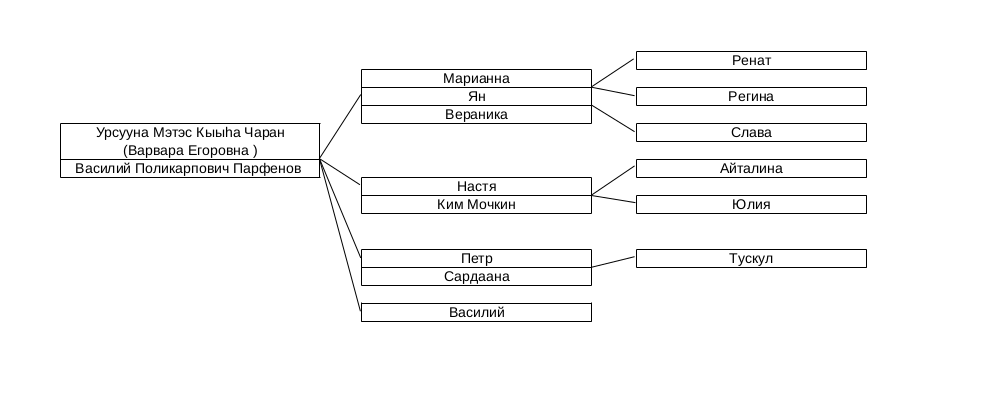 Урсууна Мэтэс Кыыһа Чаран
(Варвара Егоровна )
Василий Поликарпович Парфенов
Марианна
Ян
Вераника
Настя
Ким Мочкин
Петр
Сардаана
Василий
Ренат
Регина
Слава
Айталина
Юлия
Тускул